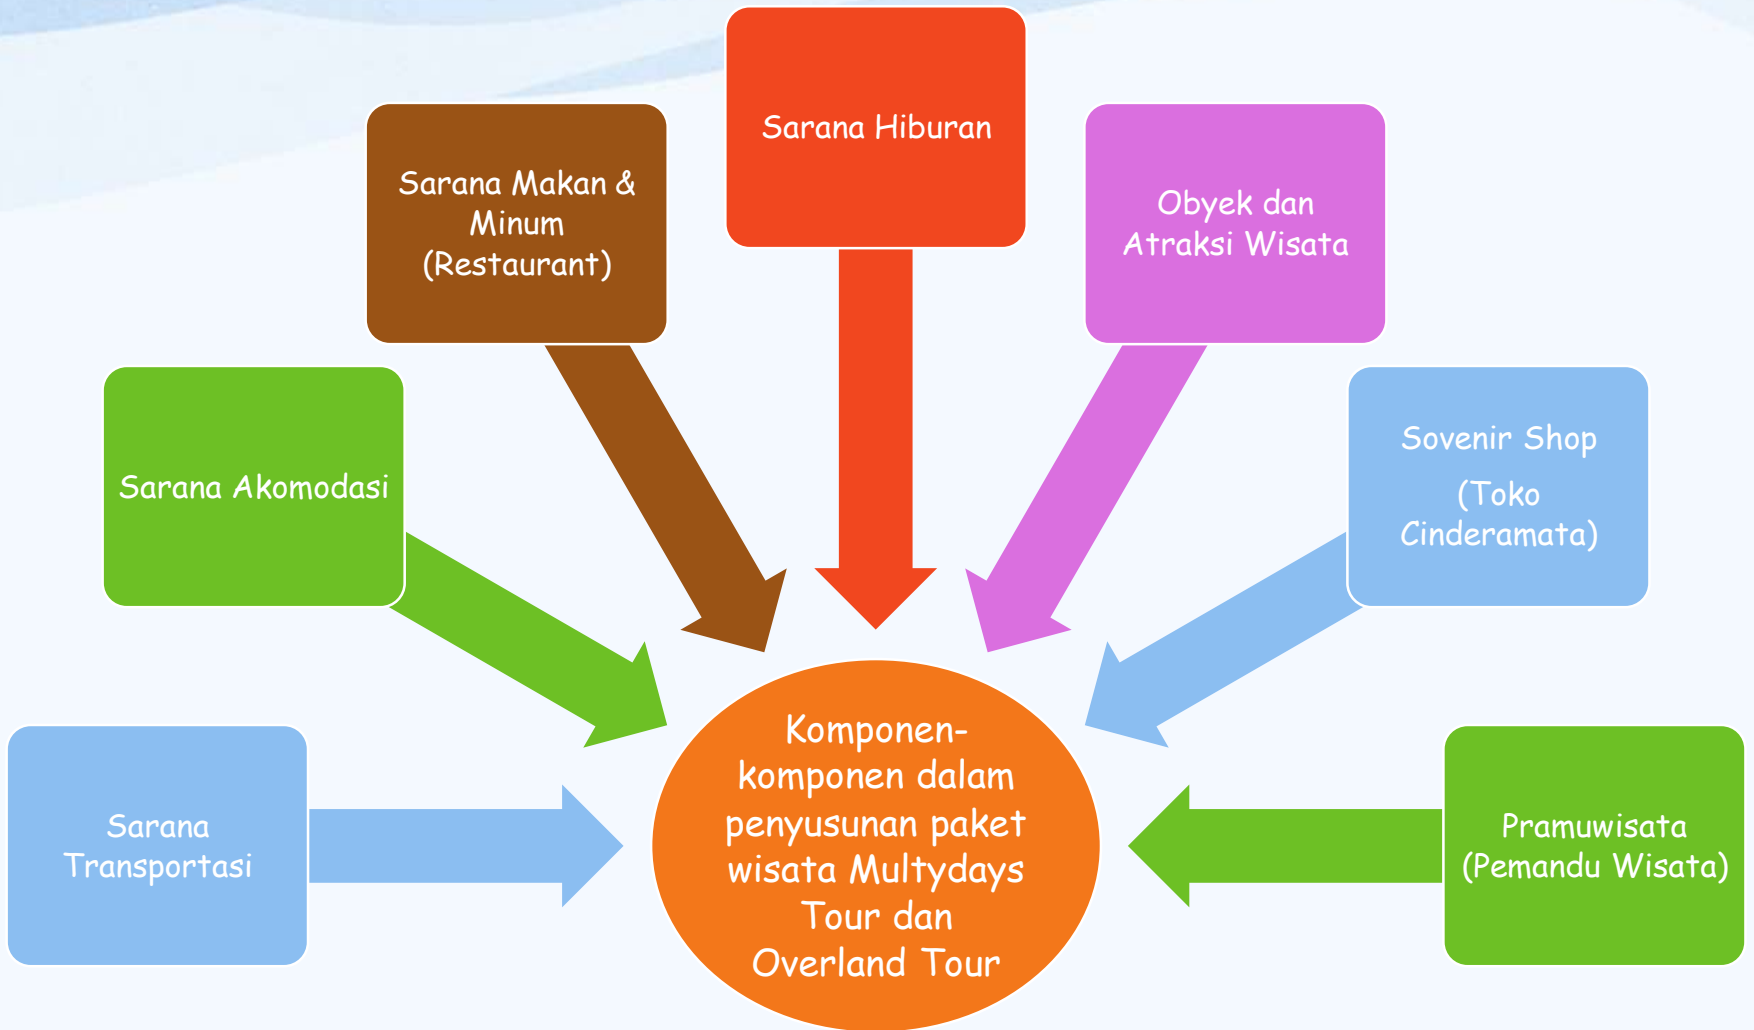 Sarana Hiburan
Sarana Makan &
Minum
(Restaurant)
Obyek dan
Atraksi Wisata
Sarana Akomodasi
Sovenir Shop
(Toko
Cinderamata)
Sarana
Transportasi
Komponen-
komponen dalam
penyusunan paket
wisata Multydays
Tour dan
Overland Tour
Pramuwisata
(Pemandu Wisata)